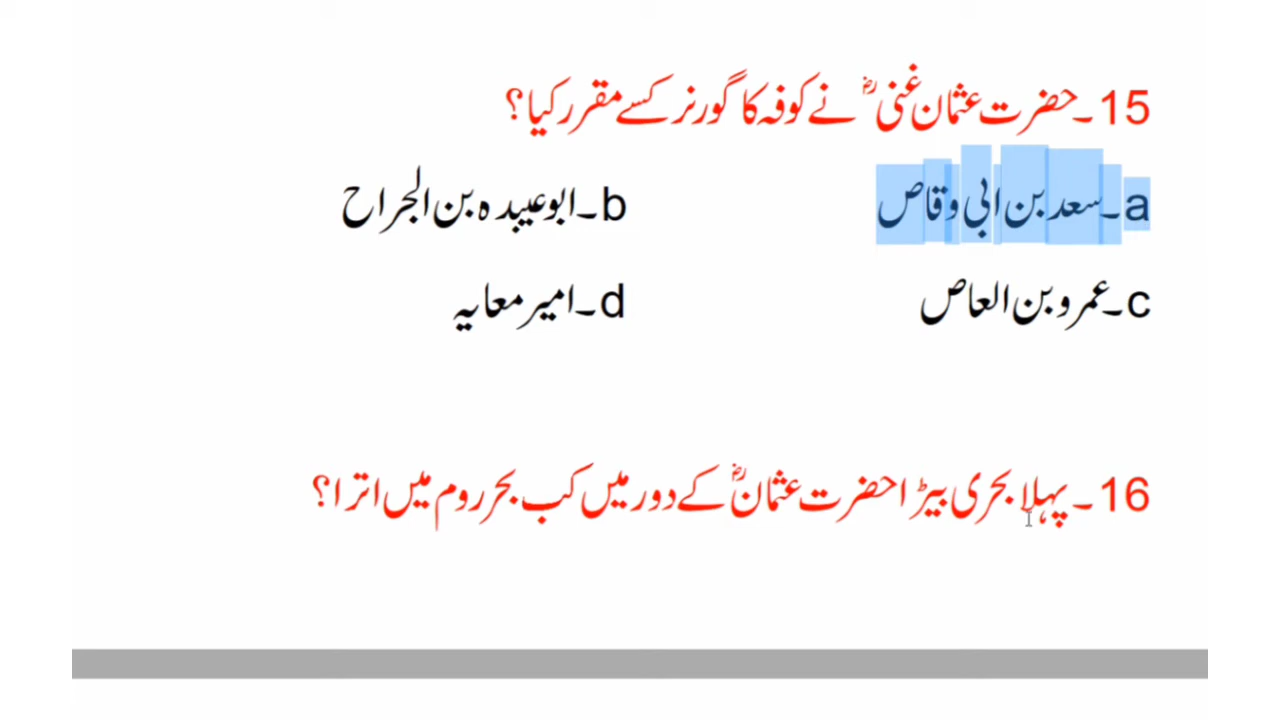 15۔حضرت عثمان غنیؓ نے کوفہ کا گورنر کسے مقرر کیا؟
a۔سعد بن ابی وقاص b۔ابوعیبدہ بن الجراح
c۔عمرو بن العاص d۔امیر معایہ
16۔پہلا بحری بیڑا حضرت عثمانؓ کے دور میں کب بحر روم میں اترا؟